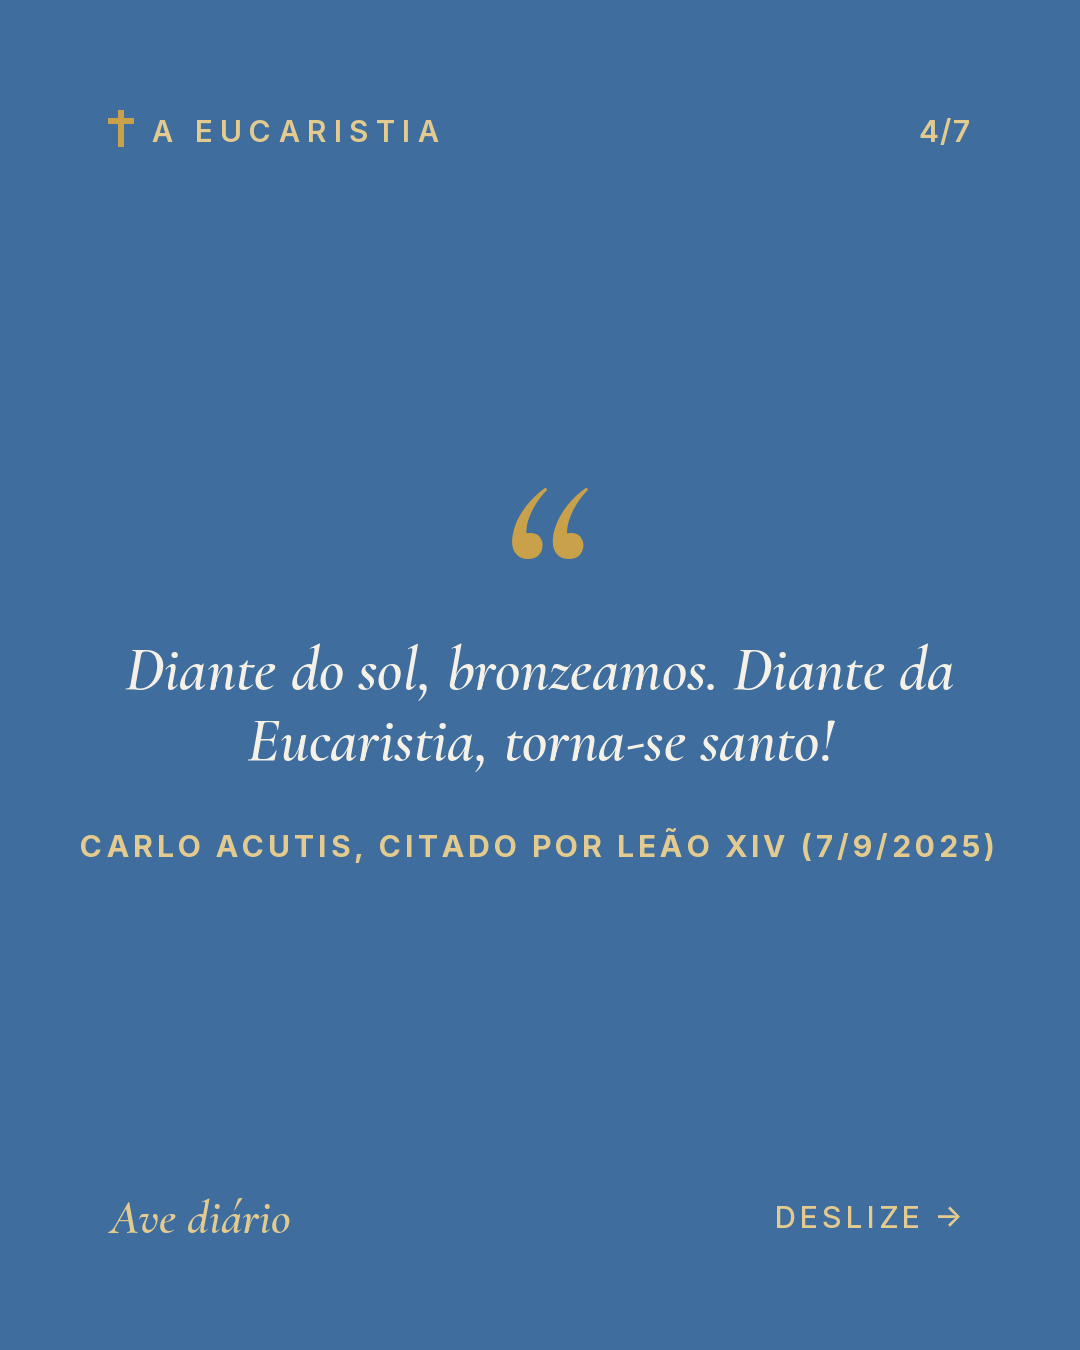 A EUCARISTIA
4/7
“
Diante do sol, bronzeamos. Diante da
Eucaristia, torna-se santo!
CARLO ACUTIS, CITADO POR LEÃO XIV (7/9/2025)
Ave diário
DESLIZE →